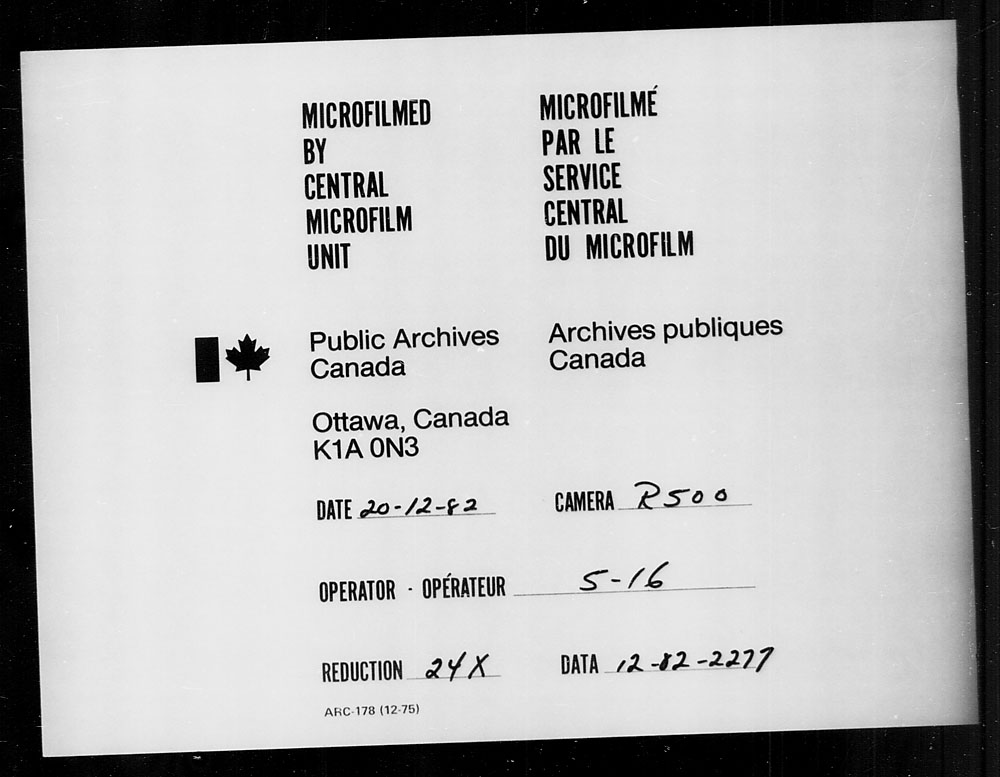 MICROFILMED
BY
CENTRAL
MICROFILM
UNIT
MICROFILMÉ
PAR LE
SERVICE
CENTRAL
DU MICROFILM
Public Archives
Canada
Archives publiques
Canada
Ottawa, Canada
K1A 0N3
DATE 20-12-82 CAMERA R500
OPERATOR · OPÉRATEUR 5-16
REDUCTION 24X DATA 12-82-2277
ARC-178 (12-75)